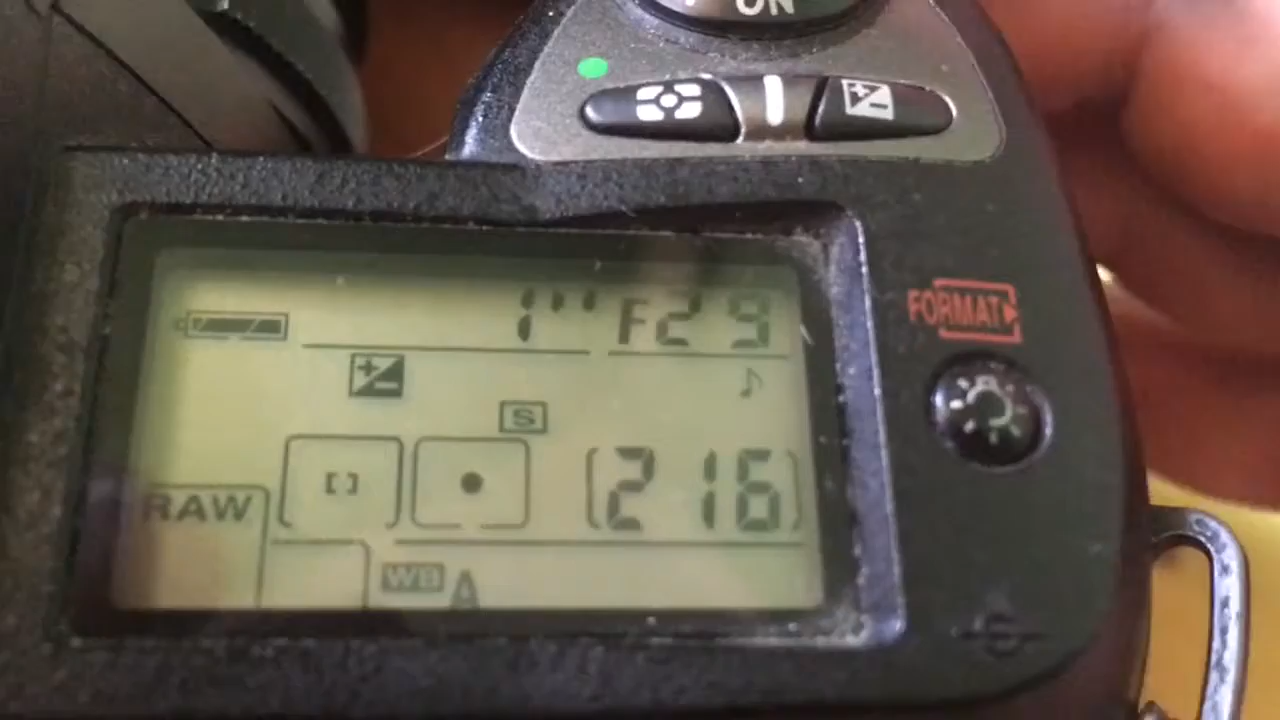 ON
1" F29
FORMAT
S
[216]
RAW
WB A